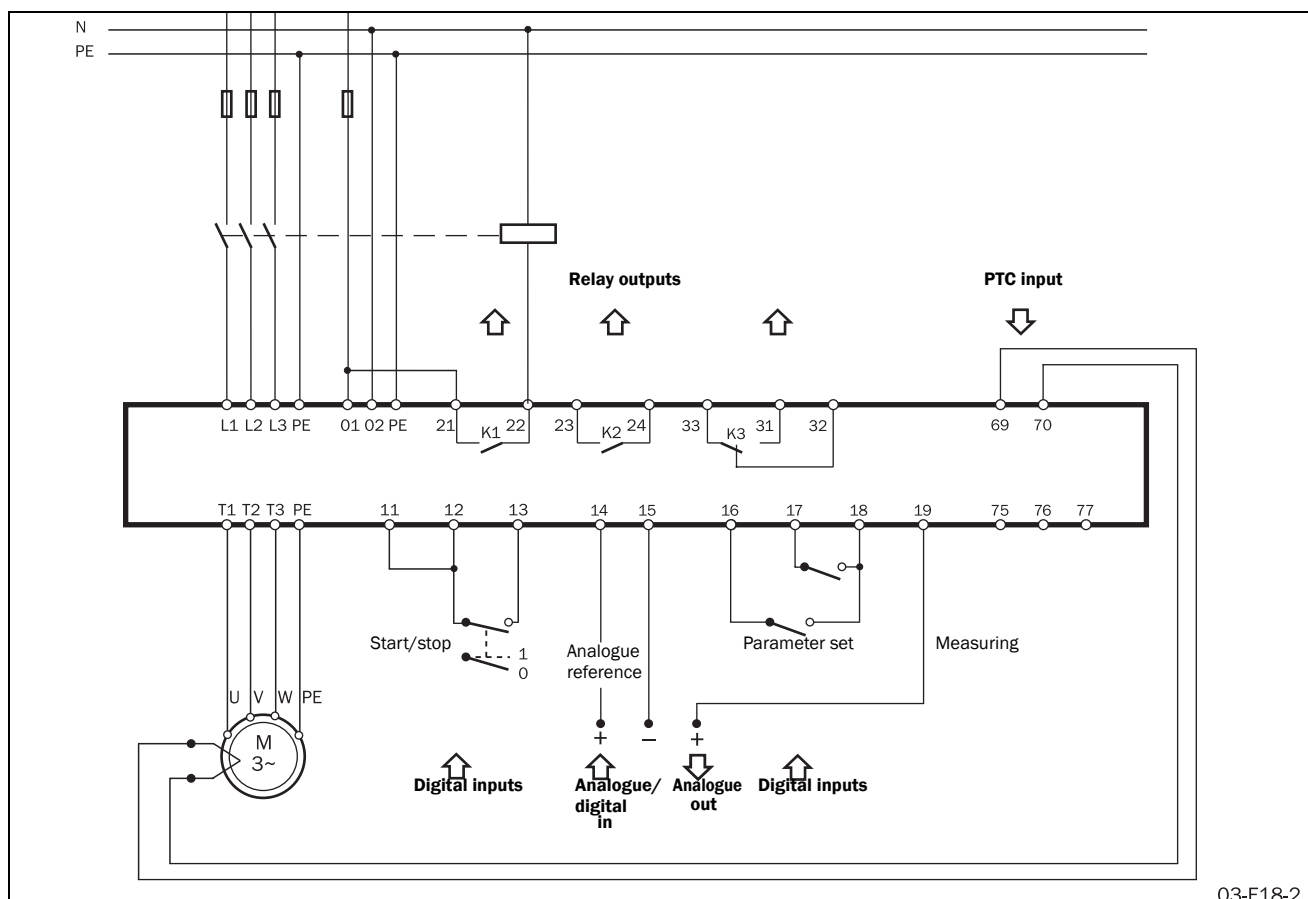 N
PE
Relay outputs
PTC input
L1 L2 L3 PE 01 02 PE 21 K1 22 23 K2 24 33 K3 31 32 69 70
T1 T2 T3 PE 11 12 13 14 15 16 17 18 19 75 76 77
Start/stop
1
0
Analogue
reference
Parameter set
Measuring
U V W PE
M
3~
+ – +
Digital inputs
Analogue/
digital
in
Analogue
out
Digital inputs
03-F18-2